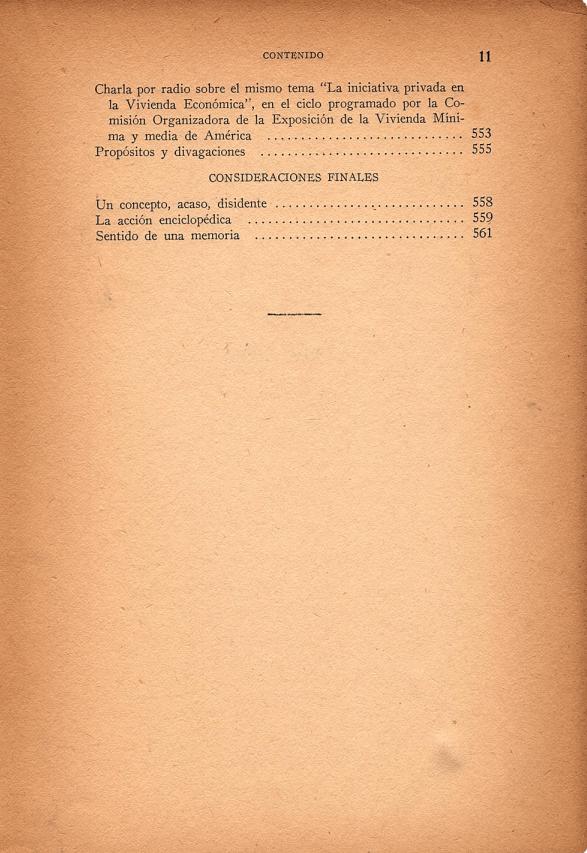 CONTENIDO 11
Charla por radio sobre el mismo tema "La iniciativa privada en
la Vivienda Económica", en el ciclo programado por la Co-
misión Organizadora de la Exposición de la Vivienda Míni-
ma y media de América .............................. 553
Propósitos y divagaciones ............................... 555
CONSIDERACIONES FINALES
Un concepto, acaso, disidente ............................. 558
La acción enciclopédica ................................. 559
Sentido de una memoria ................................ 561